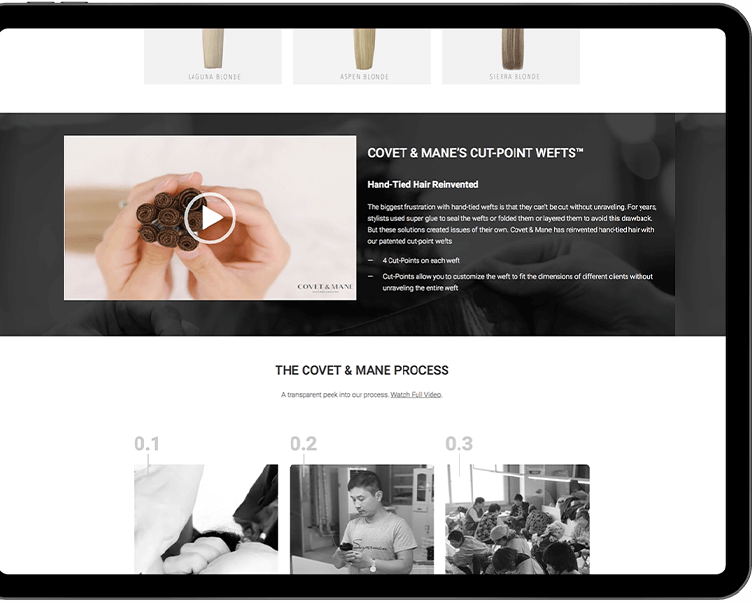 LAGUNA BLONDE
ASPEN BLONDE
SIERRA BLONDE
COVET & MANE'S CUT-POINT WEFTS™
Hand-Tied Hair Reinvented
The biggest frustration with hand-tied wefts is that they can't be cut without unraveling. For years,
stylists used super glue to seal the wefts or folded them or layered them to avoid this drawback.
But these solutions created issues of their own. Covet & Mane has reinvented hand-tied hair with
our patented cut-point wefts
— 4 Cut-Points on each weft
— Cut-Points allow you to customize the weft to fit the dimensions of different clients without
unraveling the entire weft
COVET & MANE
THE COVET & MANE PROCESS
A transparent peek into our process. Watch Full Video.
0.1
0.2
0.3